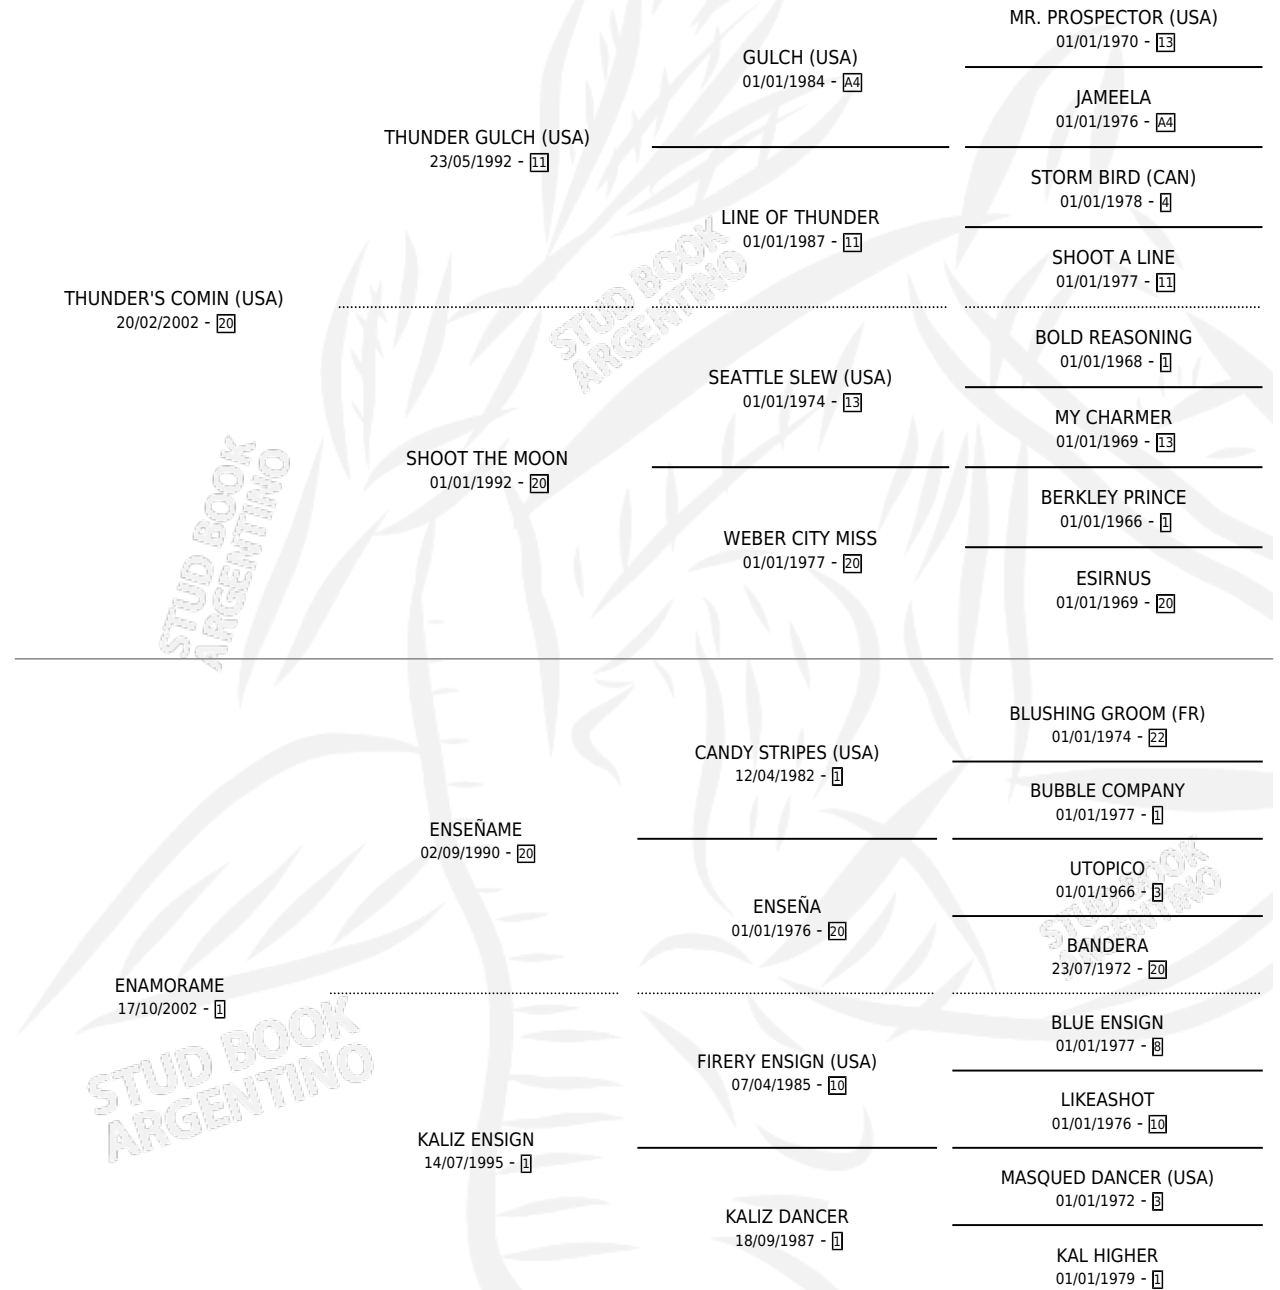 MR. PROSPECTOR (USA)
01/01/1970 - 13
GULCH (USA)
01/01/1984 - A4
JAMEELA
01/01/1976 - A4
THUNDER GULCH (USA)
23/05/1992 - 11
STORM BIRD (CAN)
01/01/1978 - 4
LINE OF THUNDER
01/01/1987 - 11
SHOOT A LINE
01/01/1977 - 11
THUNDER'S COMIN (USA)
20/02/2002 - 20
STUD BOOK
ARGENTINO
BOLD REASONING
01/01/1968 - 1
SEATTLE SLEW (USA)
01/01/1974 - 13
MY CHARMER
01/01/1969 - 13
SHOOT THE MOON
01/01/1992 - 20
BERKLEY PRINCE
01/01/1966 - 1
WEBER CITY MISS
01/01/1977 - 20
ESIRNUS
01/01/1969 - 20
STUD BOOK
ARGENTINO
BLUSHING GROOM (FR)
01/01/1974 - 22
CANDY STRIPES (USA)
12/04/1982 - 1
BUBBLE COMPANY
01/01/1977 - 1
ENSEÑAME
02/09/1990 - 20
UTOPICO
01/01/1966 - 3
ENSEÑA
01/01/1976 - 20
STUD BOOK
ARGENTINO
BANDERA
23/07/1972 - 20
ENAMORAME
17/10/2002 - 1
BLUE ENSIGN
01/01/1977 - 8
FIRERY ENSIGN (USA)
07/04/1985 - 10
LIKEASHOT
01/01/1976 - 10
STUD BOOK
ARGENTINO
KALIZ ENSIGN
14/07/1995 - 1
MASQUED DANCER (USA)
01/01/1972 - 3
KALIZ DANCER
18/09/1987 - 1
KAL HIGHER
01/01/1979 - 1